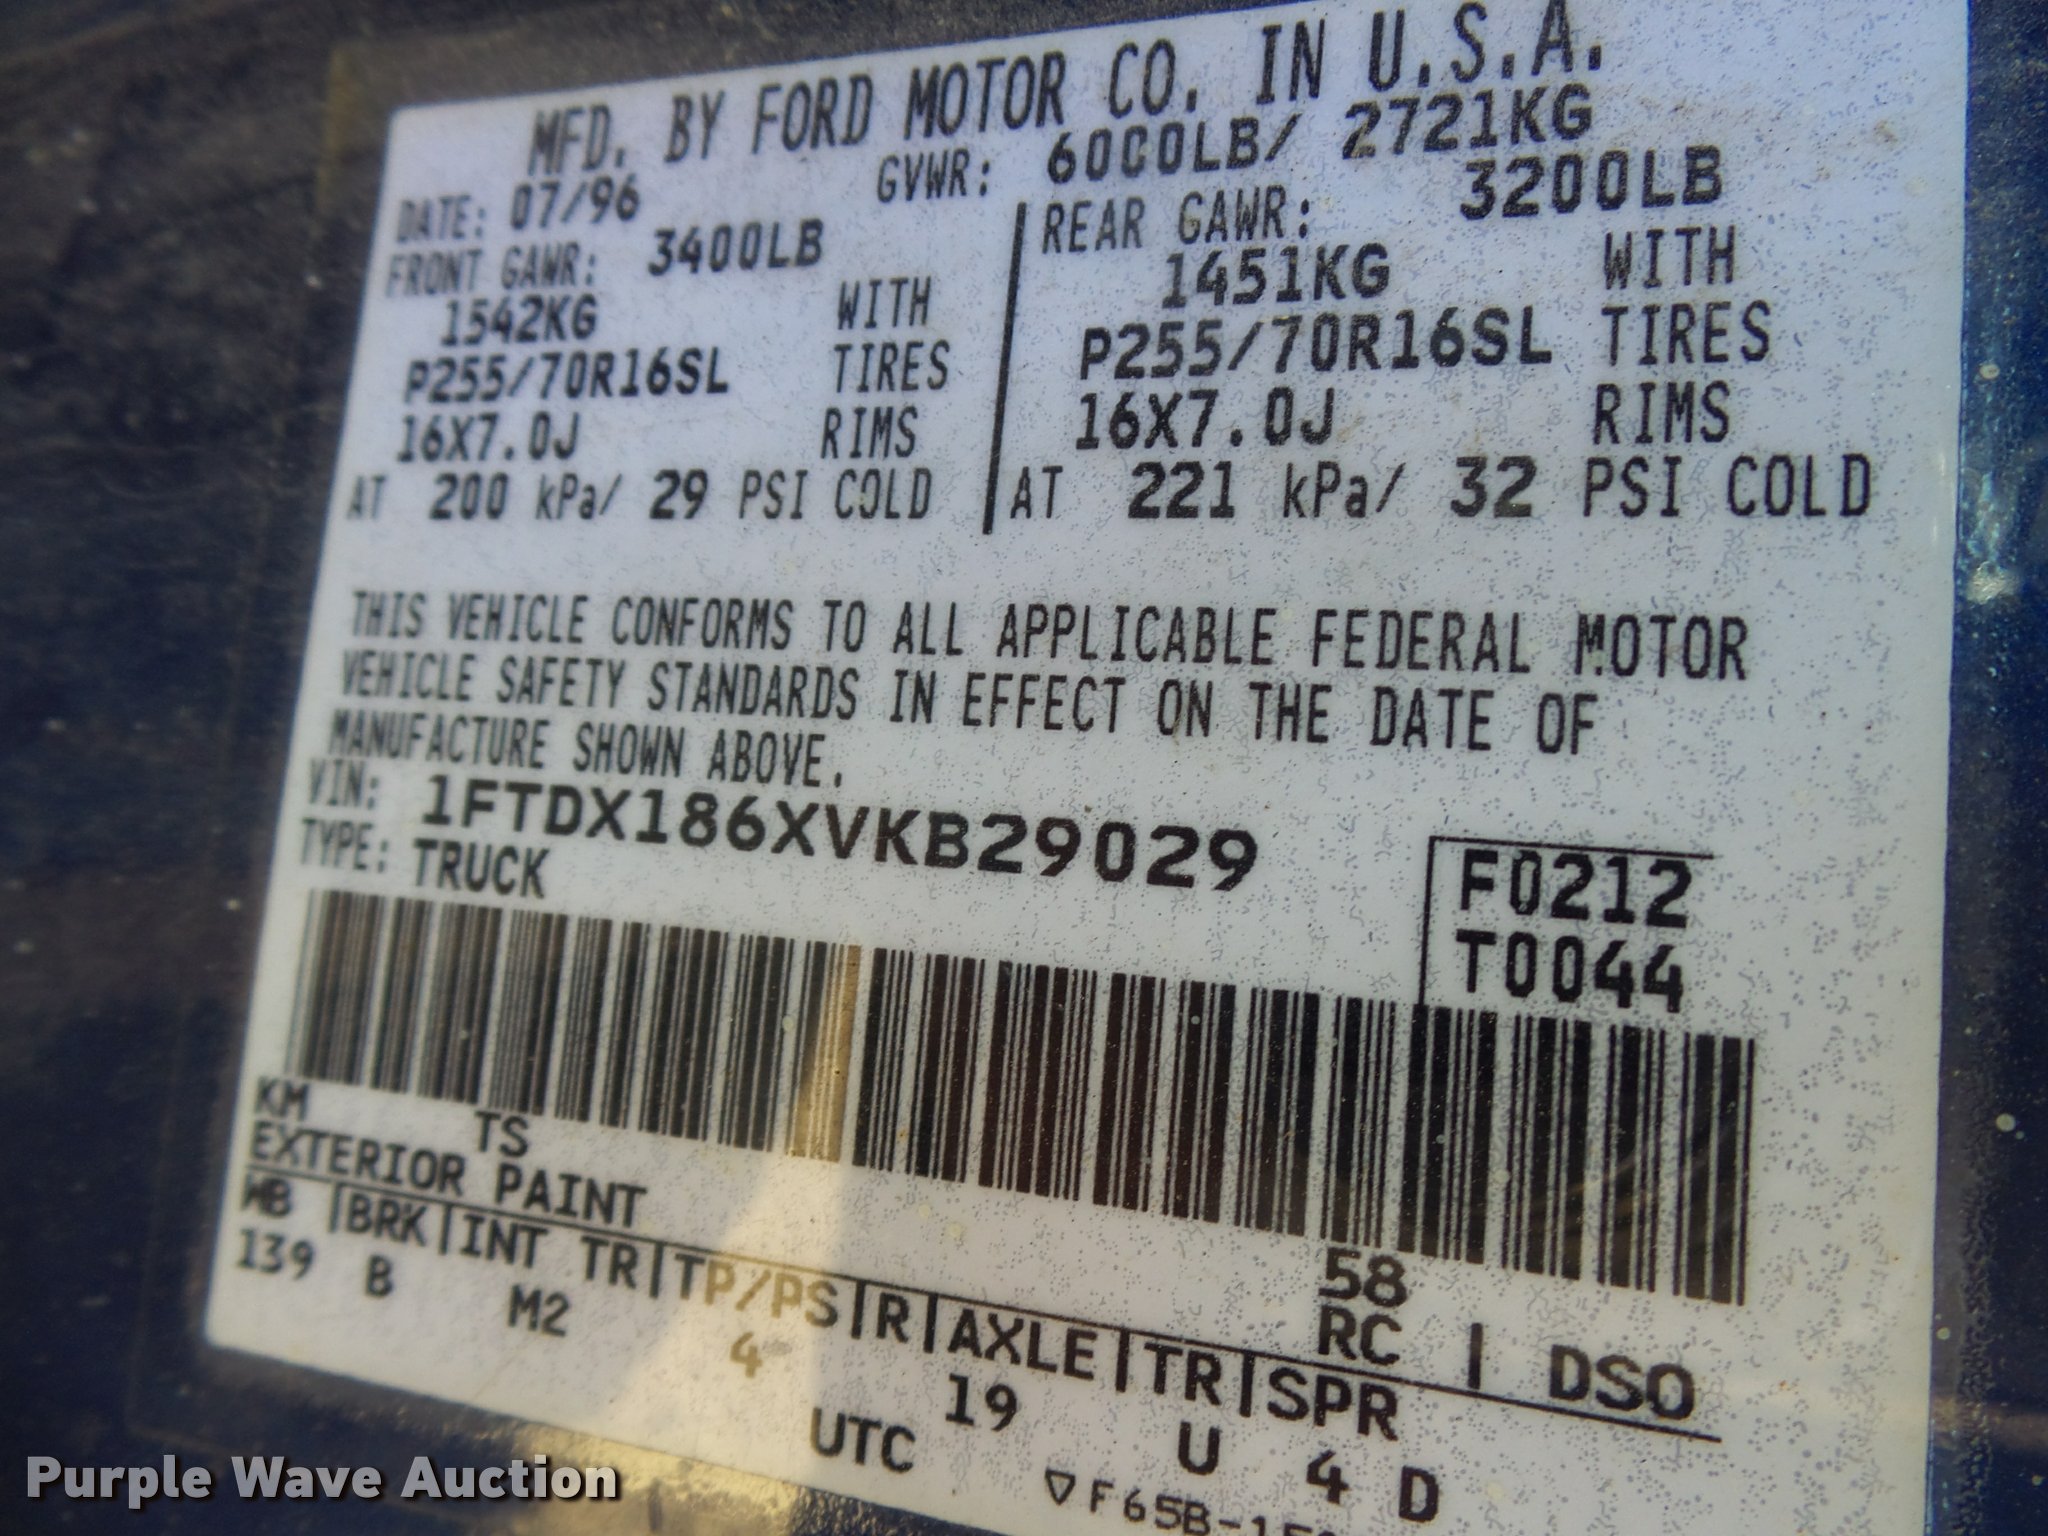 MFD. BY FORD MOTOR CO. IN U.S.A.
DATE: 07/96 GVWR: 6000LB/ 2721KG
FRONT GAWR: 3400LB
1542KG WITH
P255/70R16SL TIRES
16X7.0J RIMS
AT 200 kPa/ 29 PSI COLD
REAR GAWR: 3200LB
1451KG WITH
P255/70R16SL TIRES
16X7.0J RIMS
AT 221 kPa/ 32 PSI COLD
THIS VEHICLE CONFORMS TO ALL APPLICABLE FEDERAL MOTOR
VEHICLE SAFETY STANDARDS IN EFFECT ON THE DATE OF
MANUFACTURE SHOWN ABOVE.
VIN: 1FTDX186XVKB29029
TYPE: TRUCK
F0212
T0044
KM TS 58
EXTERIOR PAINT RC | DSO
WB |BRK|INT TR|TP/PS|R|AXLE|TR|SPR
139 B M2 4 19 U 4 D
UTC
▽F65B-15
Purple Wave Auction